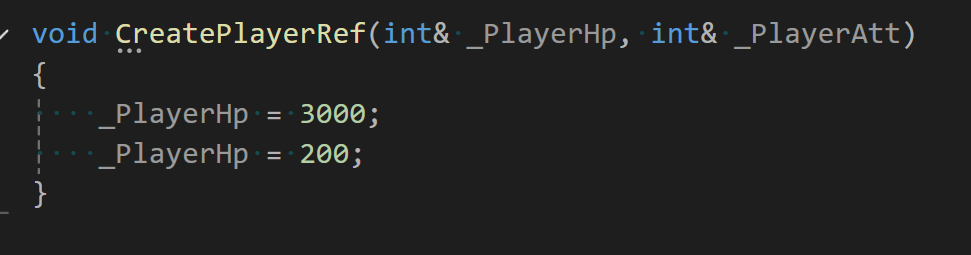 void CreatePlayerRef(int& _PlayerHp, int& _PlayerAtt)
{
    _PlayerHp = 3000;
    _PlayerHp = 200;
}